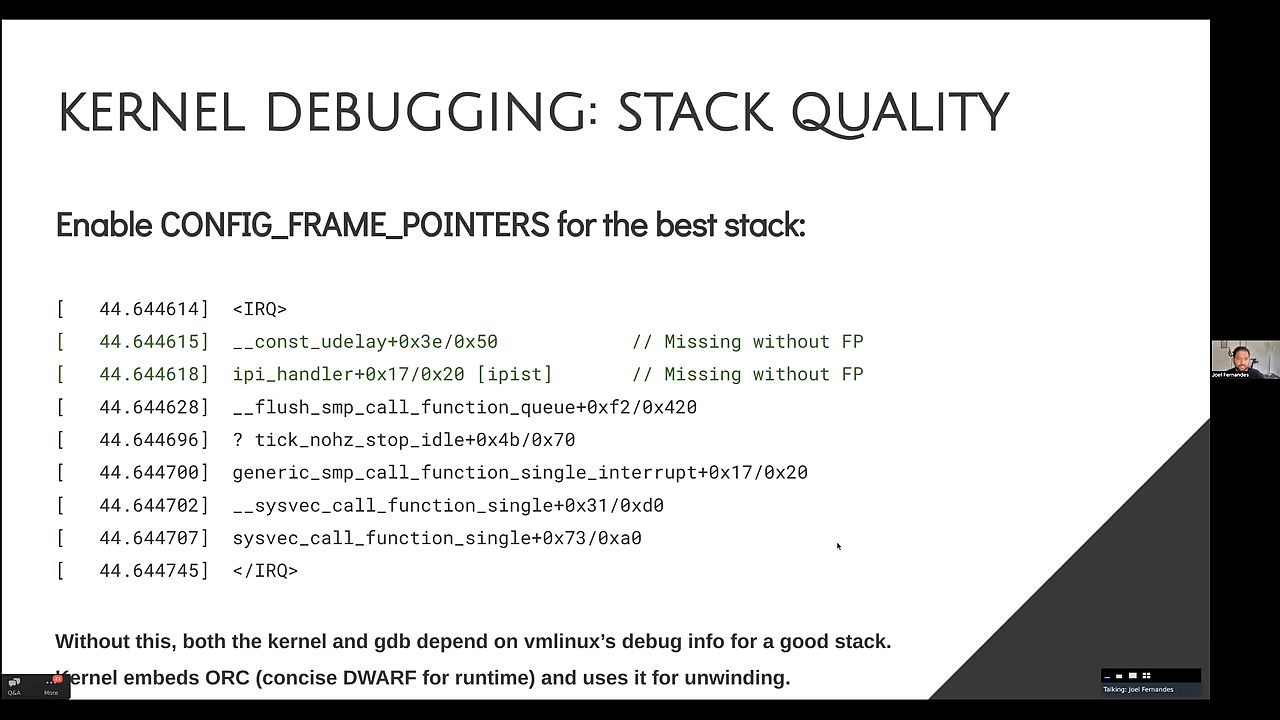 KERNEL DEBUGGING: STACK QUALITY
Enable CONFIG_FRAME_POINTERS for the best stack:
[   44.644614]  <IRQ>
[   44.644615]  __const_udelay+0x3e/0x50            // Missing without FP
[   44.644618]  ipi_handler+0x17/0x20 [ipist]       // Missing without FP
[   44.644628]  __flush_smp_call_function_queue+0xf2/0x420
[   44.644696]  ? tick_nohz_stop_idle+0x4b/0x70
[   44.644700]  generic_smp_call_function_single_interrupt+0x17/0x20
[   44.644702]  __sysvec_call_function_single+0x31/0xd0
[   44.644707]  sysvec_call_function_single+0x73/0xa0
[   44.644745]  </IRQ>
Without this, both the kernel and gdb depend on vmlinux’s debug info for a good stack.
Kernel embeds ORC (concise DWARF for runtime) and uses it for unwinding.
Q&A
More
Joel Fernandes
Talking: Joel Fernandes